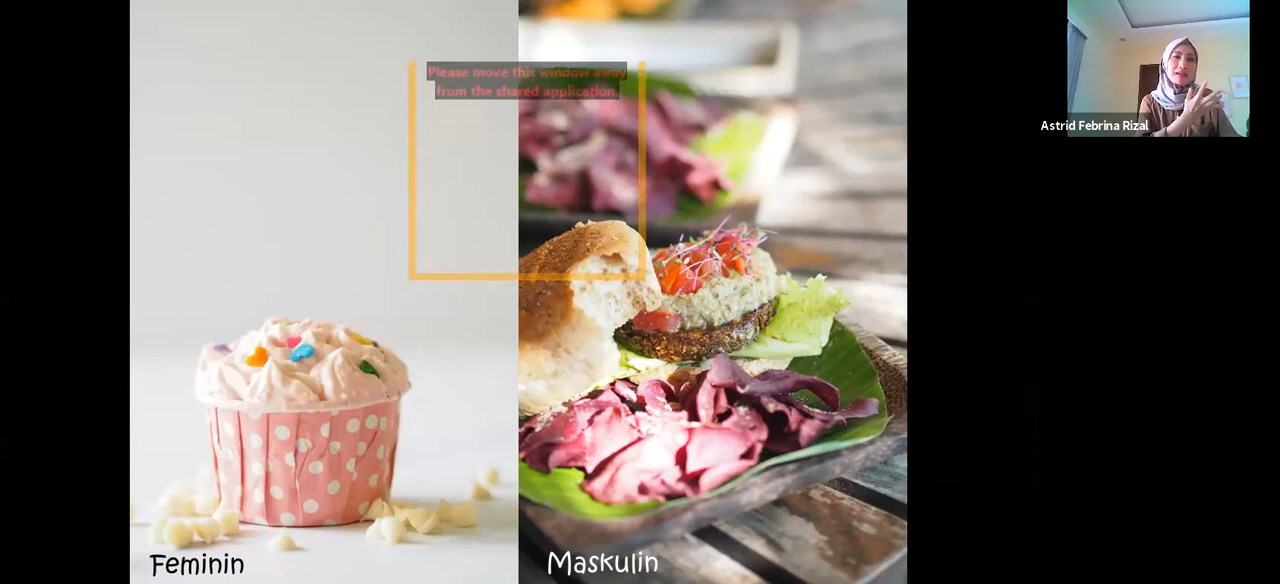 Please move this window away
from the shared application.
Astrid Febrina Rizal
Feminin
Maskulin